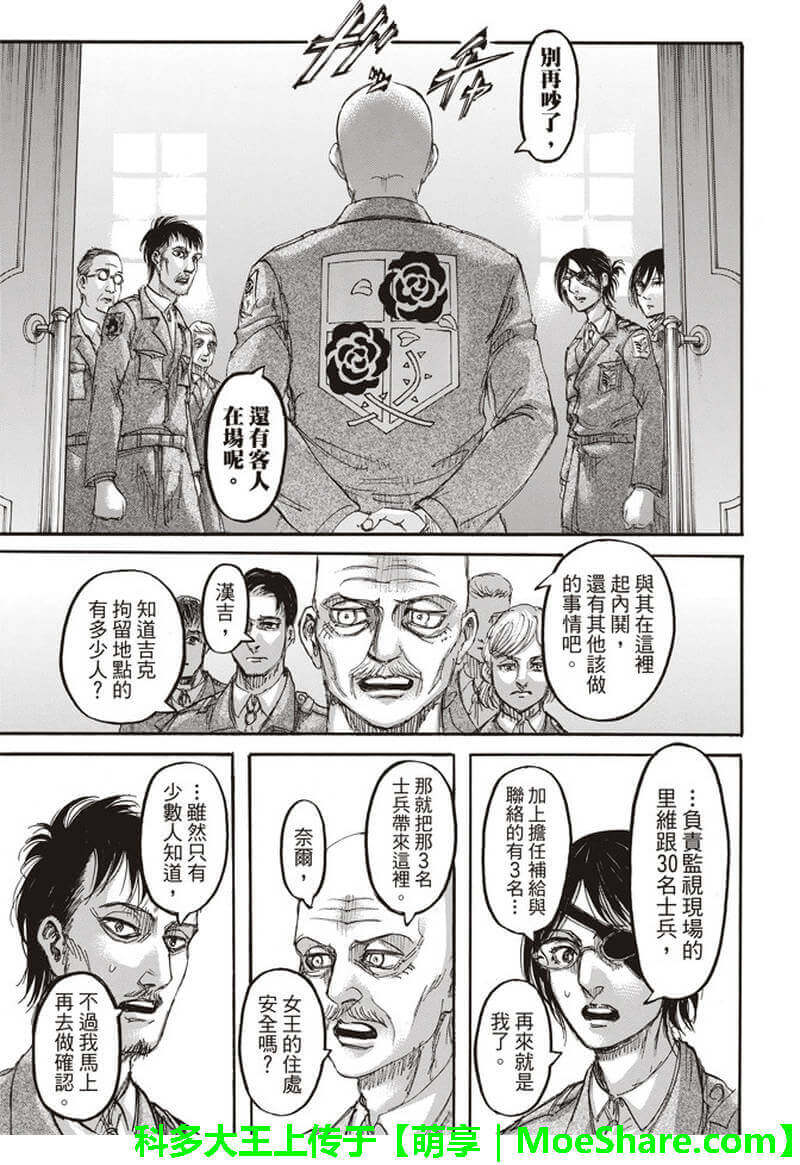 別再吵了，
還有客人
在場呢。
與其在這裡
起內鬨，
還有其他該做
的事情吧。
漢吉，
知道吉克
拘留地點的
有多少人？
…負責監視現場的
里維跟30名士兵，
加上擔任補給與
聯絡的有3名…
再來就是
我了。
那就把那3名
士兵帶來這裡。
奈爾，
女王的住處
安全嗎？
…雖然只有
少數人知道，
不過我馬上
再去做確認。
科多大王上传于【萌享】| MoeShare.com】